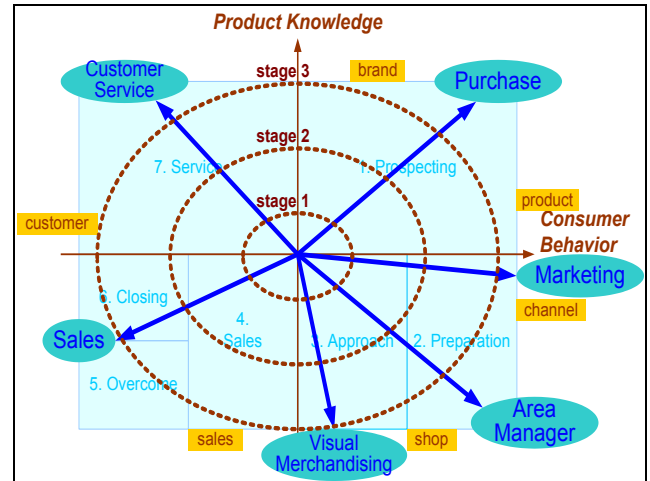 Product Knowledge
Customer
Service
stage 3
brand
Purchase
stage 2
7. Service
1. Prospecting
stage 1
product
customer
Consumer
Behavior
Marketing
6. Closing
channel
4.
Sales
3. Approach
2. Preparation
Sales
5. Overcome
Area
Manager
sales
Visual
Merchandising
shop